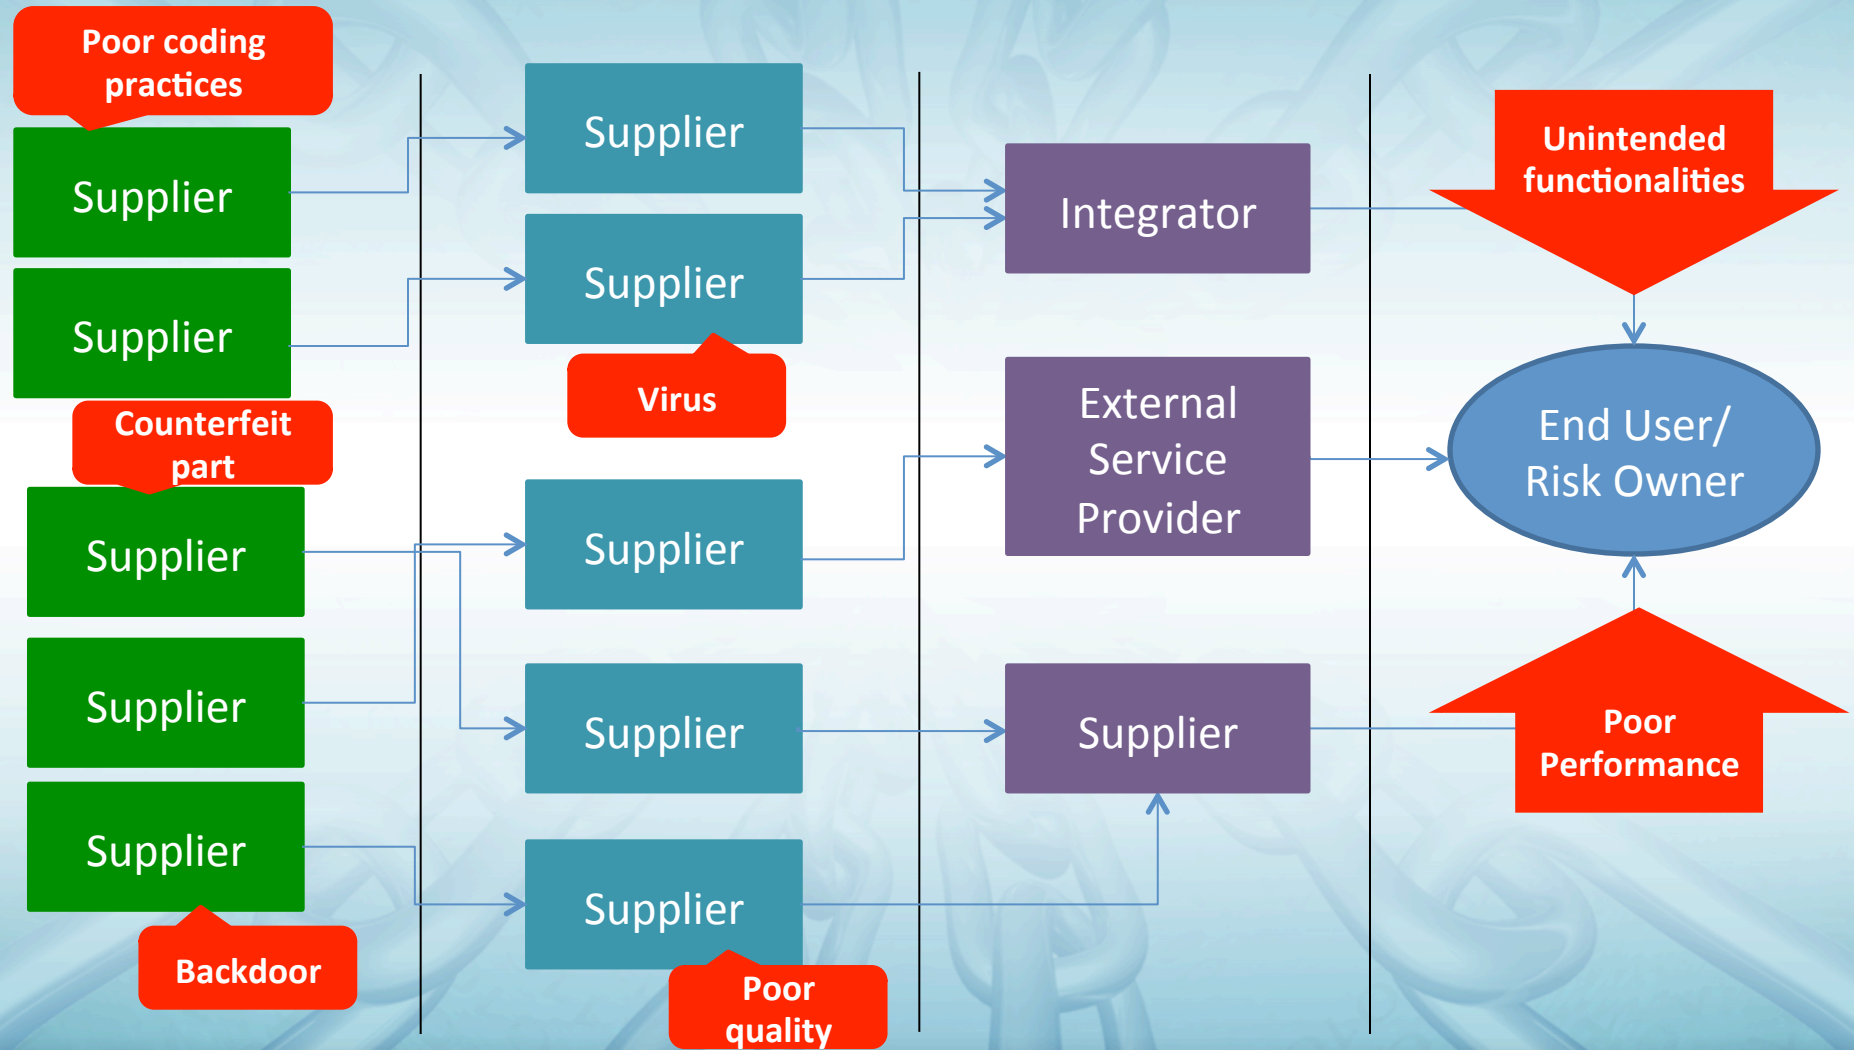 Poor coding
practices
Supplier
Supplier
Counterfeit
part
Supplier
Supplier
Supplier
Backdoor
Supplier
Supplier
Virus
Supplier
Supplier
Supplier
Poor
quality
Integrator
External
Service
Provider
Supplier
Unintended
functionalities
End User/
Risk Owner
Poor
Performance